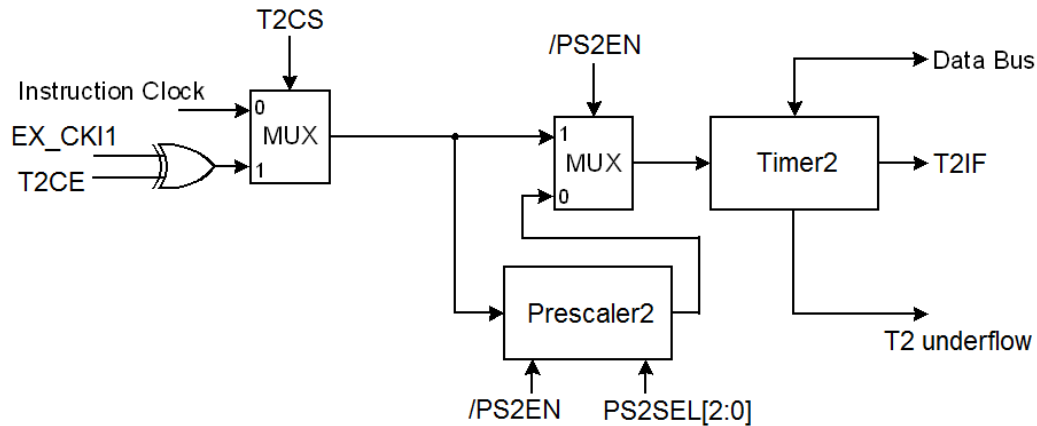 T2CS
/PS2EN
Data Bus
Instruction Clock
0
EX_CKI1
MUX
1
T2CE
1
MUX
0
Timer2
T2IF
Prescaler2
T2 underflow
/PS2EN
PS2SEL[2:0]